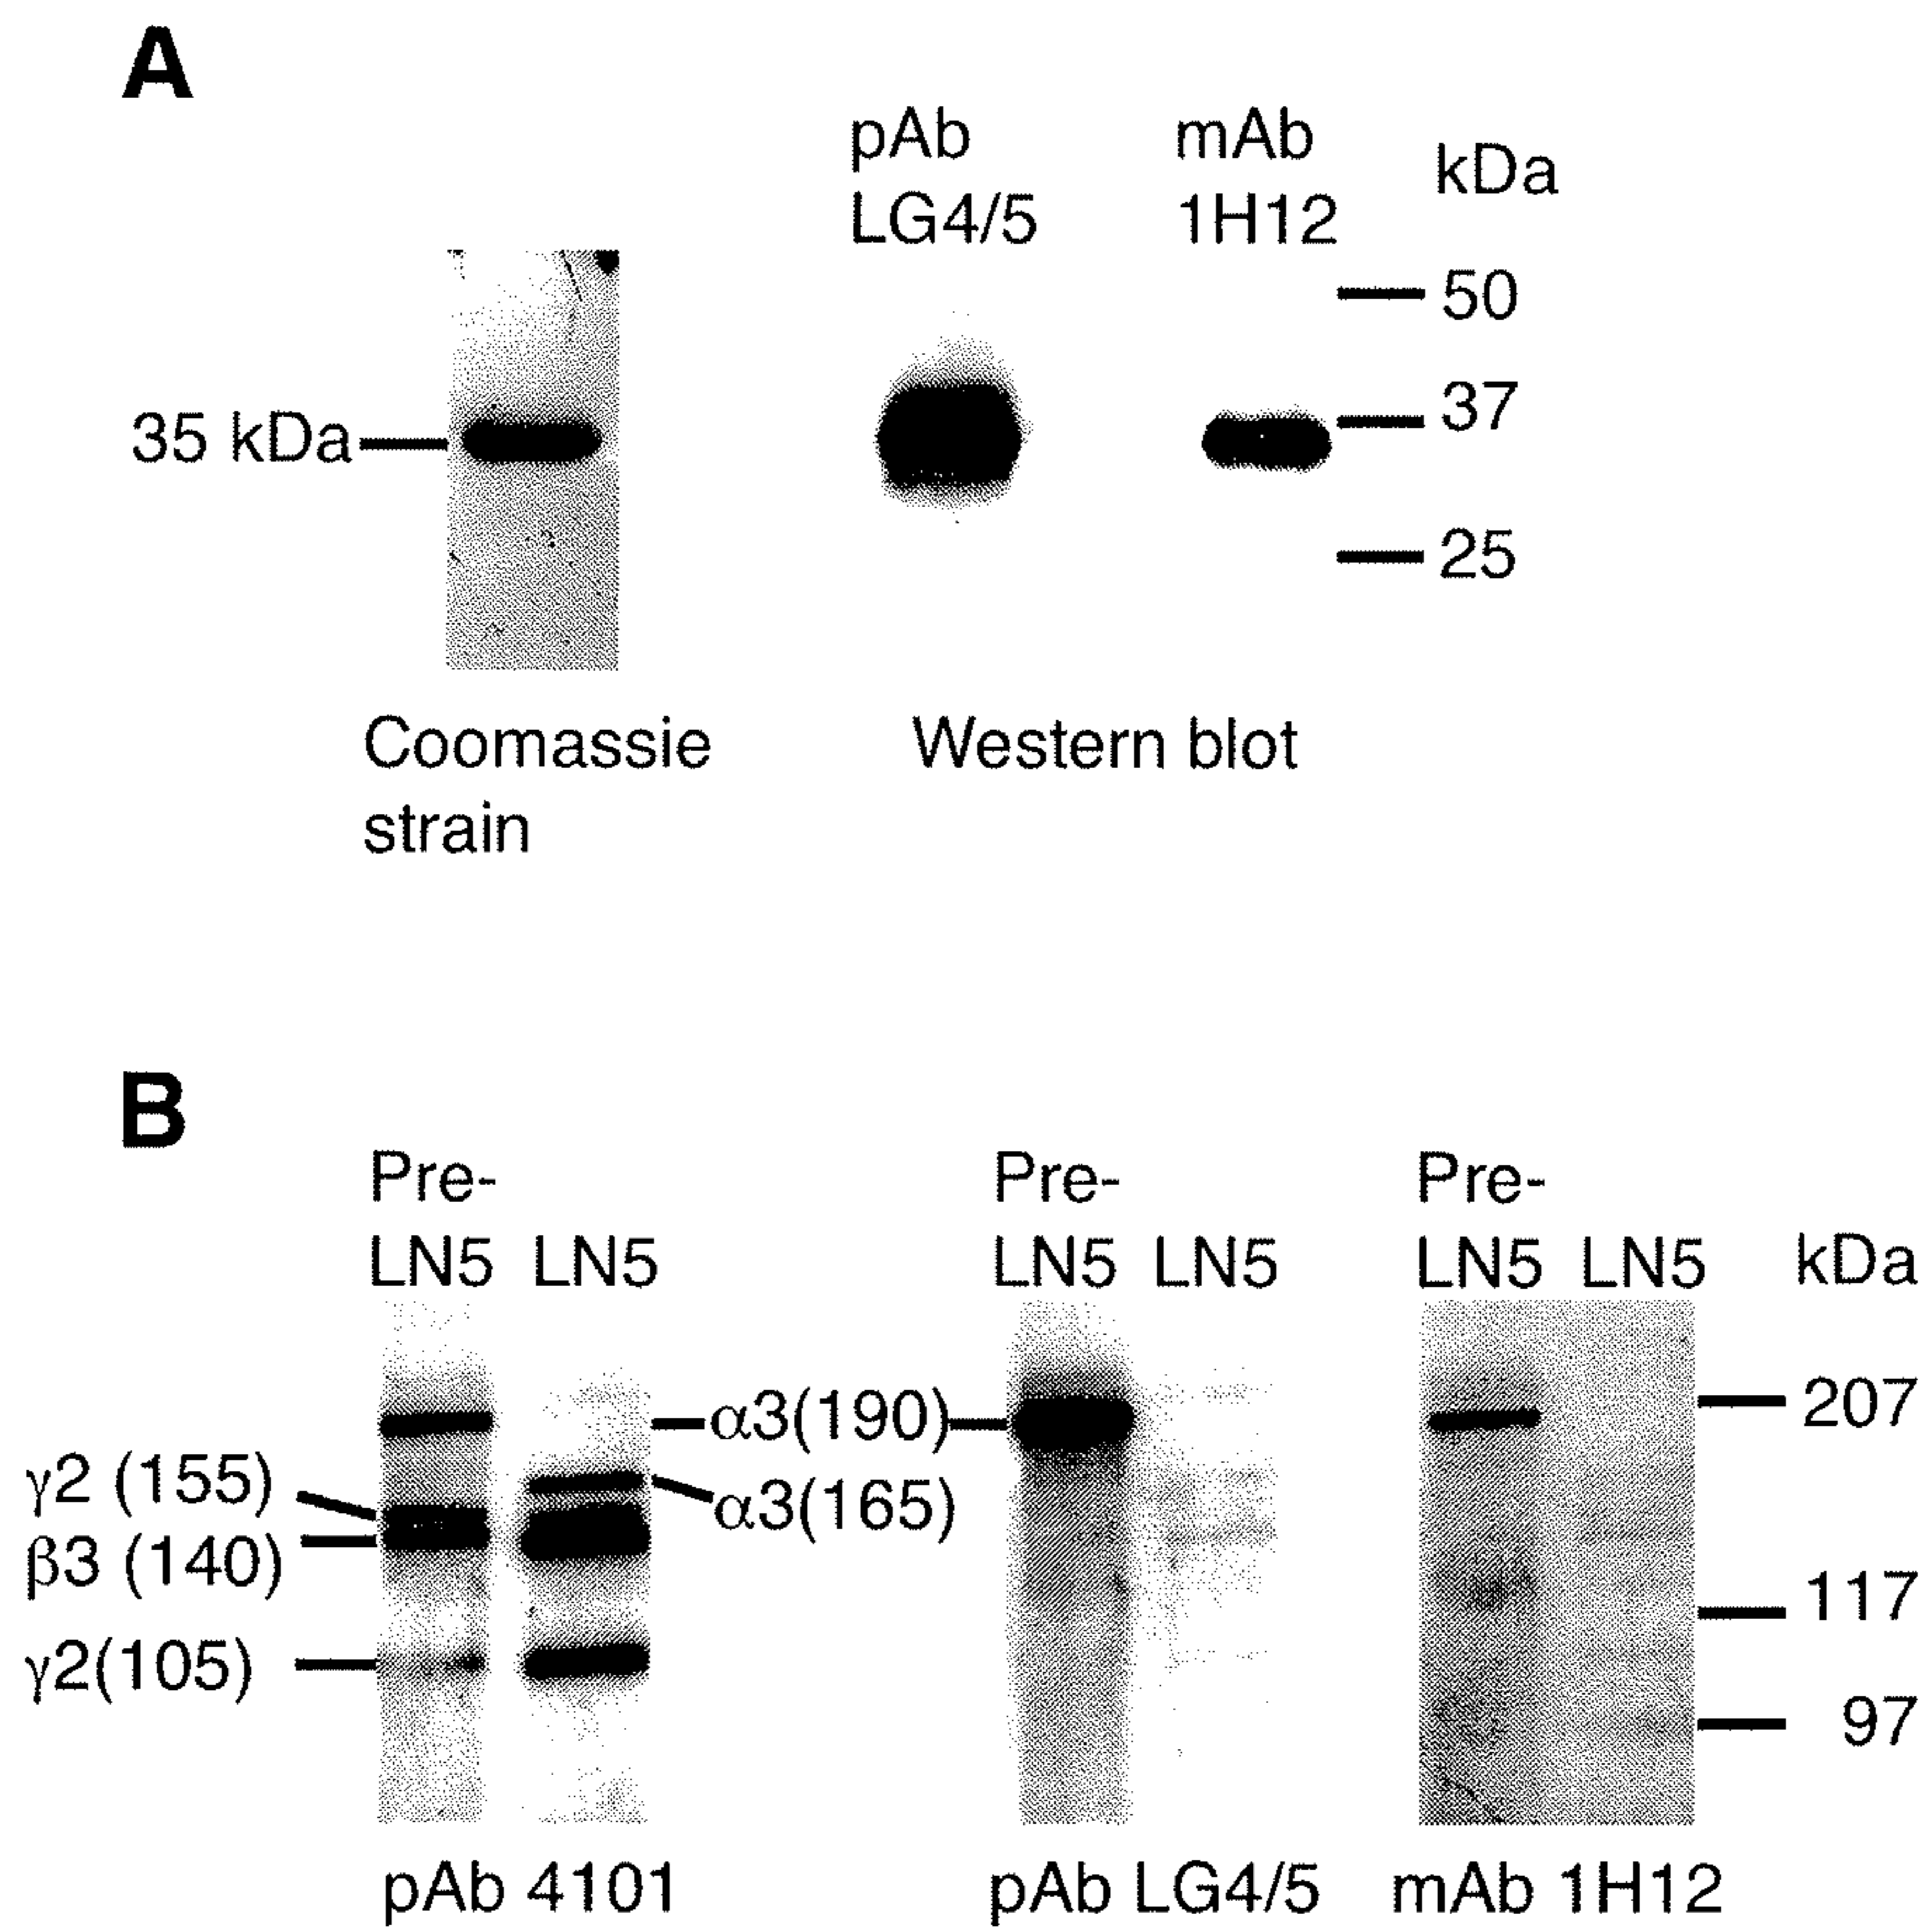 A
pAb
LG4/5
mAb
1H12
kDa
50
37
25
35 kDa
Coomassie
strain
Western blot
B
Pre-
LN5 LN5
Pre-
LN5 LN5
Pre-
LN5 LN5
kDa
γ2 (155)
β3 (140)
γ2(105)
α3(190)
α3(165)
207
117
97
pAb 4101
pAb LG4/5
mAb 1H12